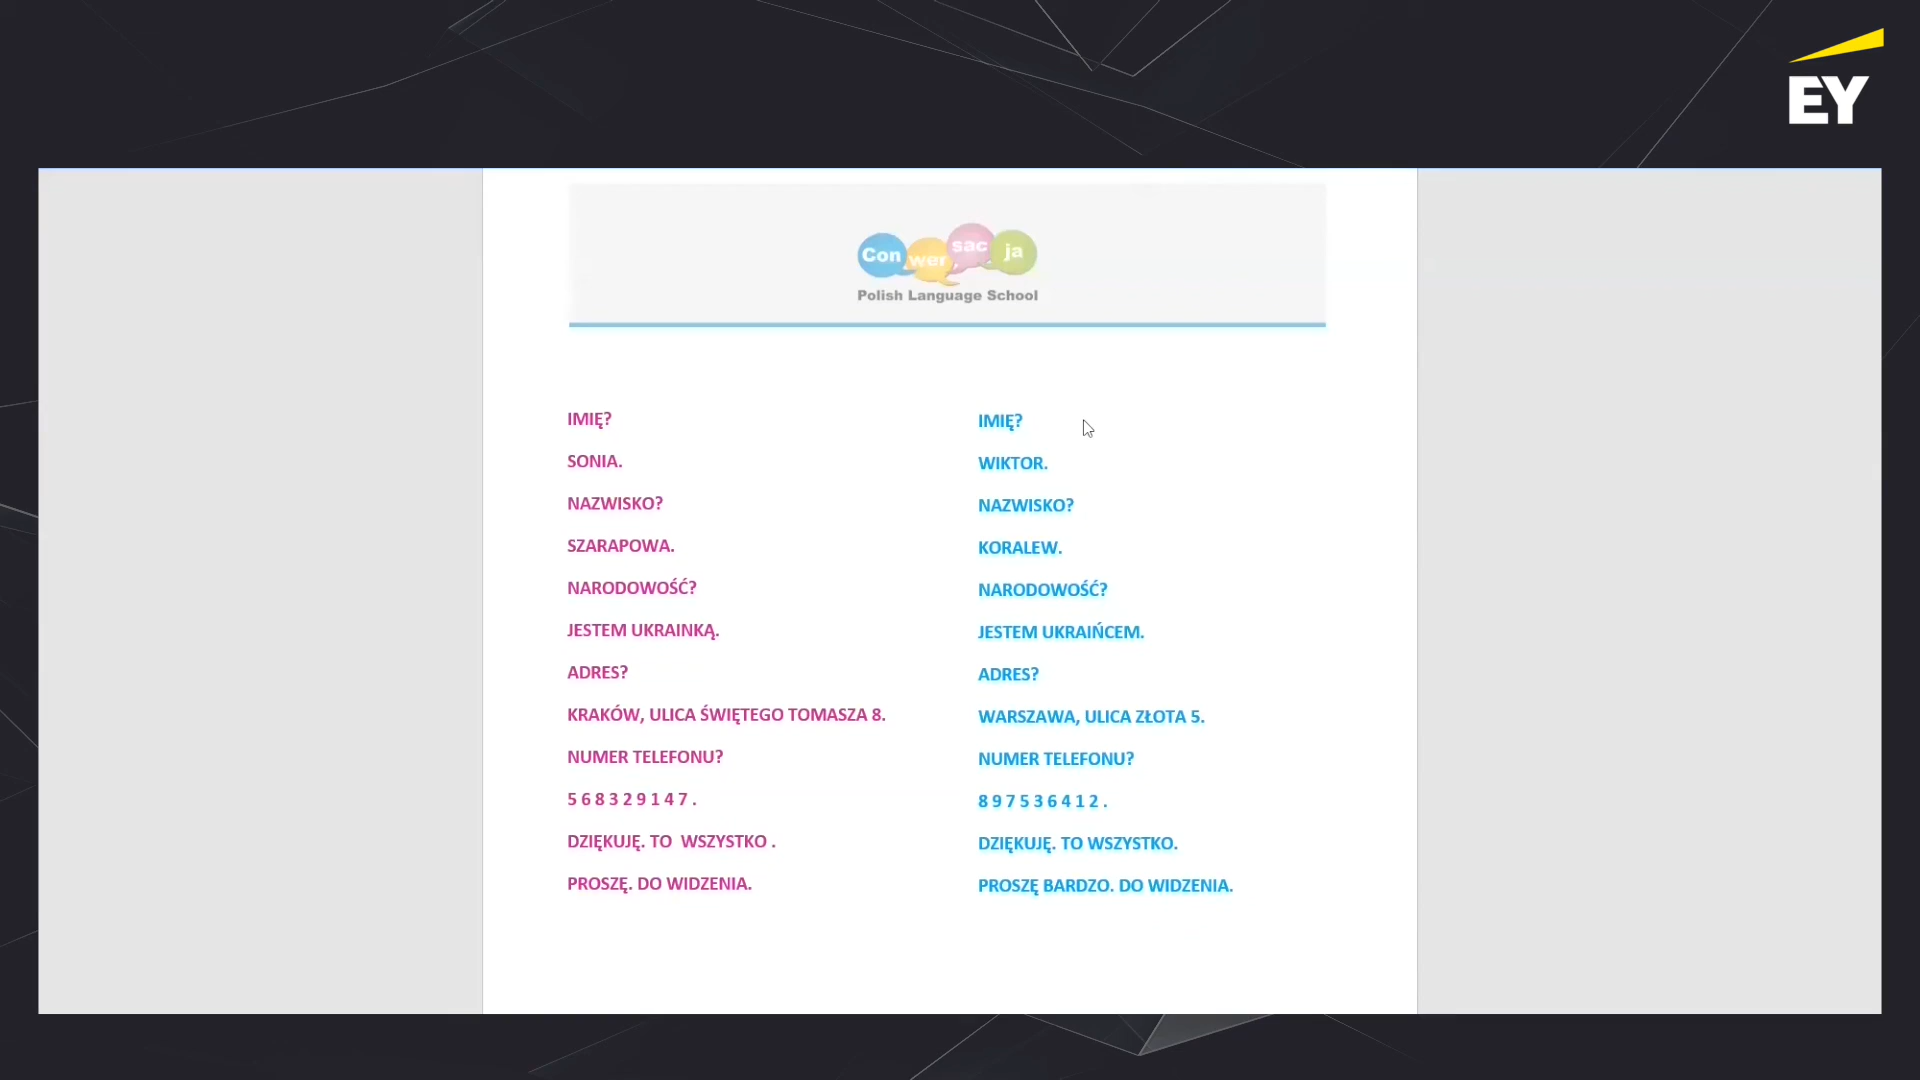 EY
Con wer sac ja
Polish Language School
IMIĘ?
SONIA.
NAZWISKO?
SZARAPOWA.
NARODOWOŚĆ?
JESTEM UKRAINKĄ.
ADRES?
KRAKÓW, ULICA ŚWIĘTEGO TOMASZA 8.
NUMER TELEFONU?
5 6 8 3 2 9 1 4 7 .
DZIĘKUJĘ. TO  WSZYSTKO .
PROSZĘ. DO WIDZENIA.
IMIĘ?
WIKTOR.
NAZWISKO?
KORALEW.
NARODOWOŚĆ?
JESTEM UKRAIŃCEM.
ADRES?
WARSZAWA, ULICA ZŁOTA 5.
NUMER TELEFONU?
8 9 7 5 3 6 4 1 2 .
DZIĘKUJĘ. TO WSZYSTKO.
PROSZĘ BARDZO. DO WIDZENIA.